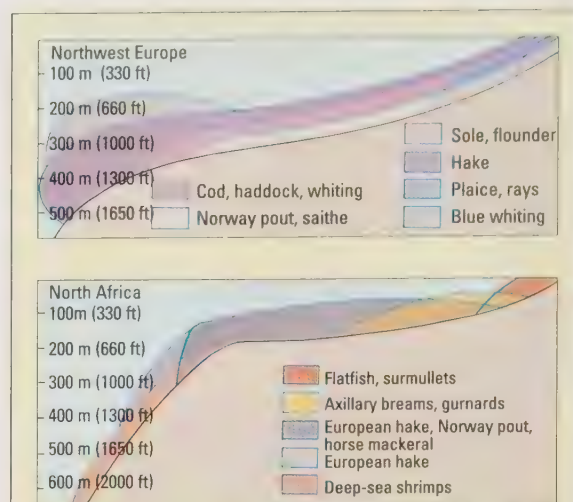 Northwest Europe
100 m (330 ft)
200 m (660 ft)
300 m (1000 ft)
400 m (1300 ft)
500 m (1650 ft)
Cod, haddock, whiting
Norway pout, saithe
Sole, flounder
Hake
Plaice, rays
Blue whiting
North Africa
100m (330 ft)
200 m (660 ft)
300 m (1000 ft)
400 m (1300 ft)
500 m (1650 ft)
600 m (2000 ft)
Flatfish, surmullets
Axillary breams, gurnards
European hake, Norway pout,
horse mackeral
European hake
Deep-sea shrimps